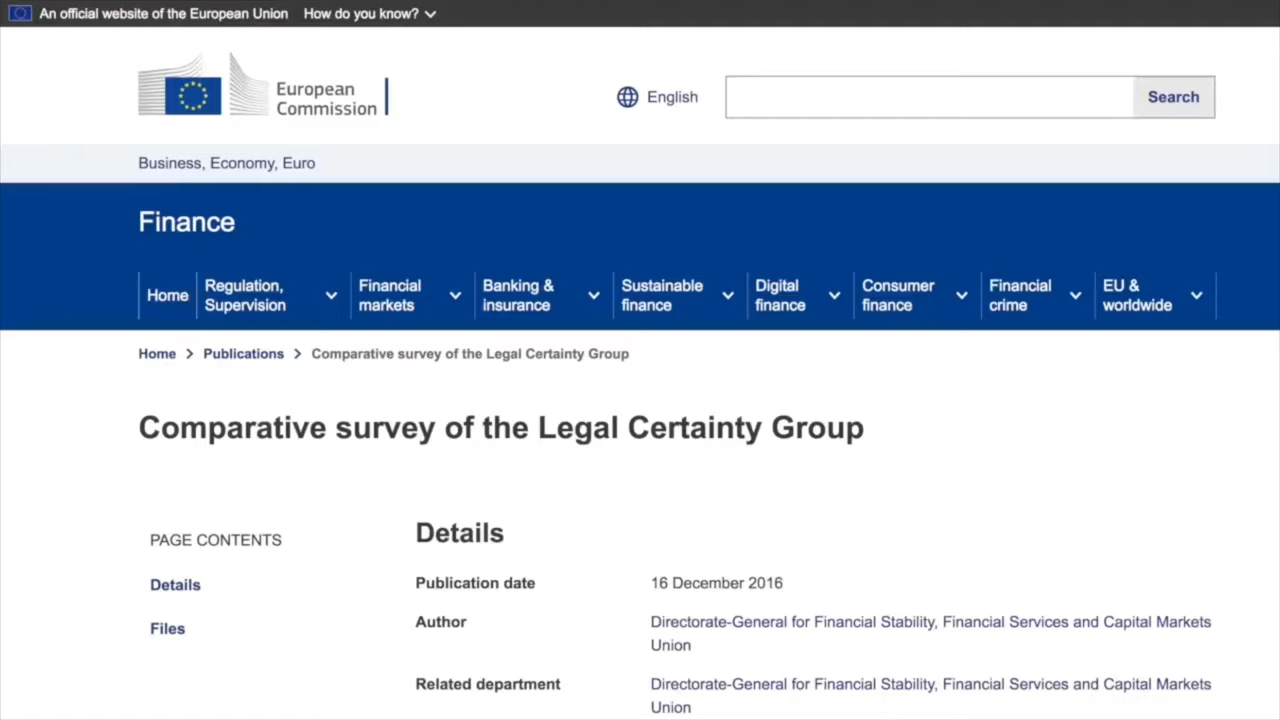 An official website of the European Union How do you know?
European
Commission
English
Search
Business, Economy, Euro
Finance
Home
Regulation,
Supervision
Financial
markets
Banking &
insurance
Sustainable
finance
Digital
finance
Consumer
finance
Financial
crime
EU &
worldwide
Home > Publications > Comparative survey of the Legal Certainty Group
Comparative survey of the Legal Certainty Group
PAGE CONTENTS
Details
Files
Details
Publication date 16 December 2016
Author Directorate-General for Financial Stability, Financial Services and Capital Markets
Union
Related department Directorate-General for Financial Stability, Financial Services and Capital Markets
Union